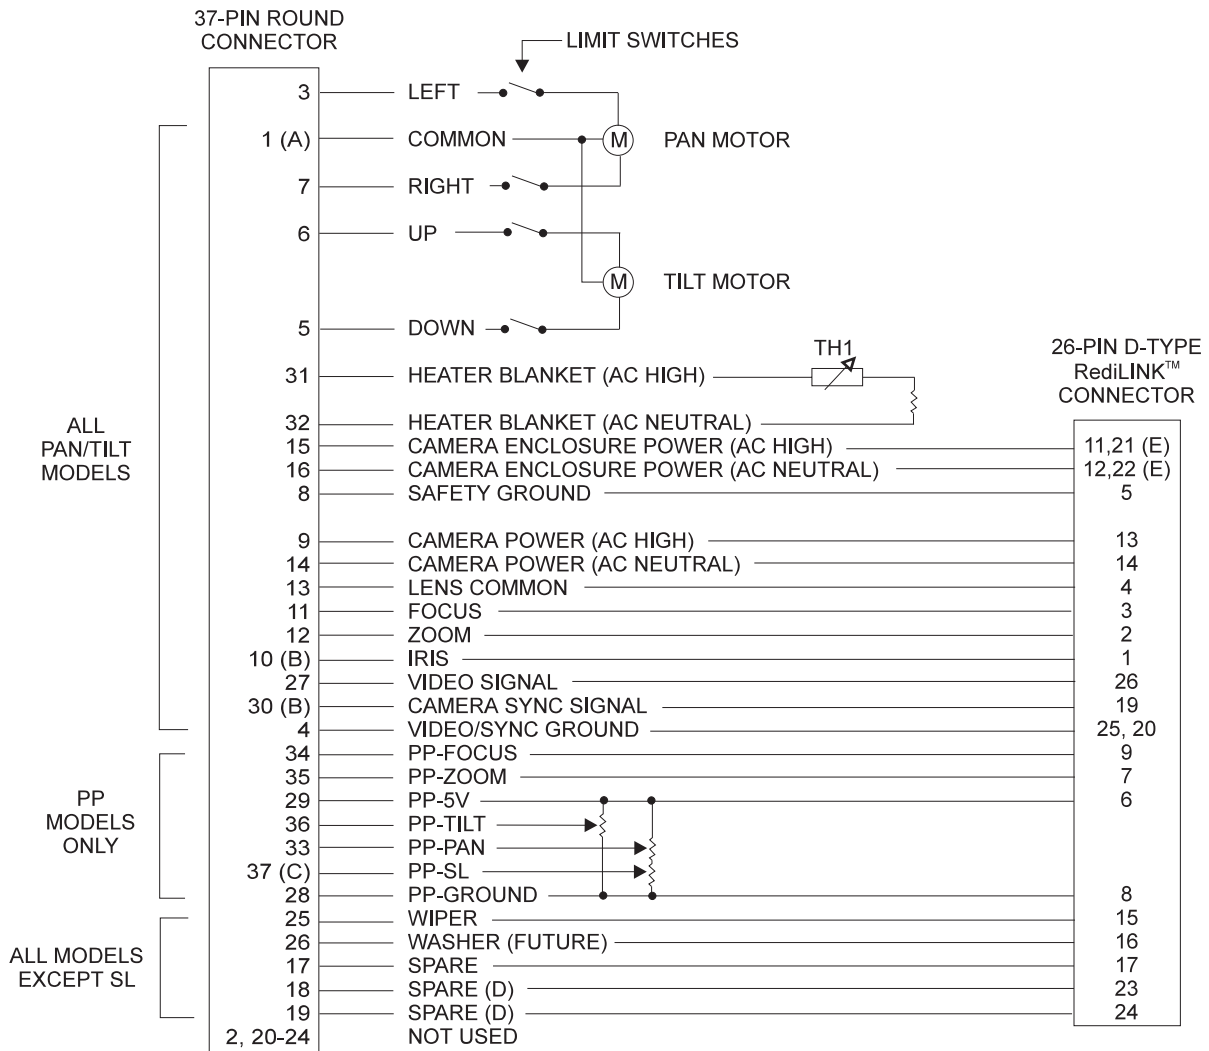 37-PIN ROUND
CONNECTOR
LIMIT SWITCHES
3 LEFT
1 (A) COMMON M PAN MOTOR
7 RIGHT
6 UP
M TILT MOTOR
5 DOWN
TH1
26-PIN D-TYPE
RediLINK™
CONNECTOR
31 HEATER BLANKET (AC HIGH)
32 HEATER BLANKET (AC NEUTRAL)
15 CAMERA ENCLOSURE POWER (AC HIGH) 11,21 (E)
16 CAMERA ENCLOSURE POWER (AC NEUTRAL) 12,22 (E)
8 SAFETY GROUND 5
ALL
PAN/TILT
MODELS
9 CAMERA POWER (AC HIGH) 13
14 CAMERA POWER (AC NEUTRAL) 14
13 LENS COMMON 4
11 FOCUS 3
12 ZOOM 2
10 (B) IRIS 1
27 VIDEO SIGNAL 26
30 (B) CAMERA SYNC SIGNAL 19
4 VIDEO/SYNC GROUND 25, 20
34 PP-FOCUS 9
35 PP-ZOOM 7
29 PP-5V 6
36 PP-TILT
33 PP-PAN
37 (C) PP-SL
28 PP-GROUND 8
PP
MODELS
ONLY
25 WIPER 15
26 WASHER (FUTURE) 16
17 SPARE 17
18 SPARE (D) 23
19 SPARE (D) 24
ALL MODELS
EXCEPT SL
2, 20-24 NOT USED